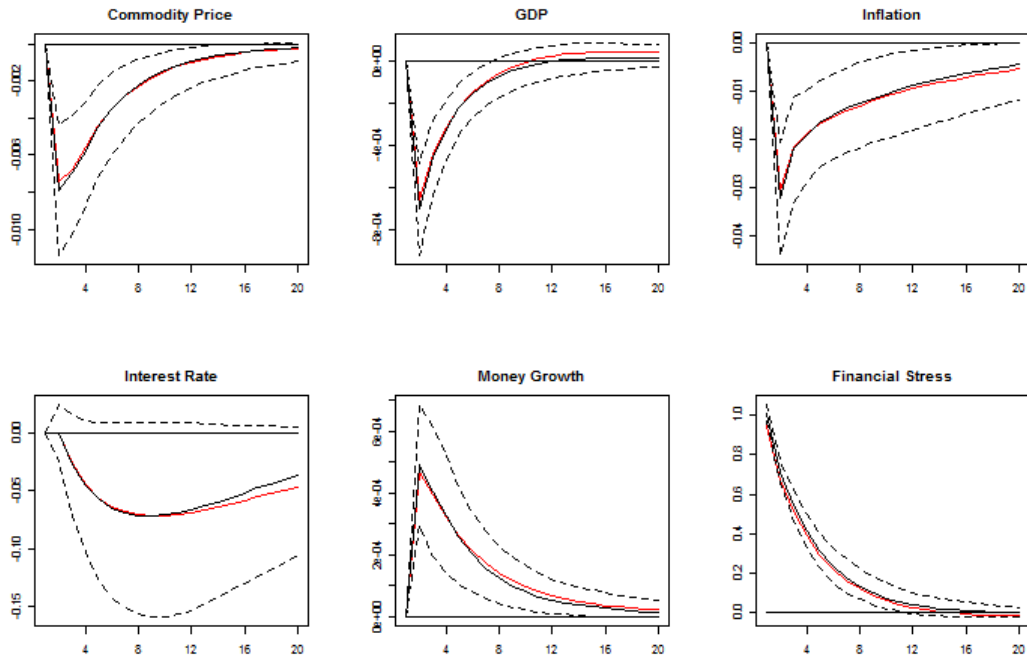 Commodity Price
-0.002
-0.006
-0.010
4 8 12 16 20
GDP
0e+00
-4e-04
-8e-04
4 8 12 16 20
Inflation
0.00
-0.01
-0.02
-0.03
-0.04
4 8 12 16 20
Interest Rate
0.00
-0.05
-0.10
-0.15
4 8 12 16 20
Money Growth
6e-04
4e-04
2e-04
0e+00
4 8 12 16 20
Financial Stress
1.0
0.8
0.6
0.4
0.2
0.0
4 8 12 16 20